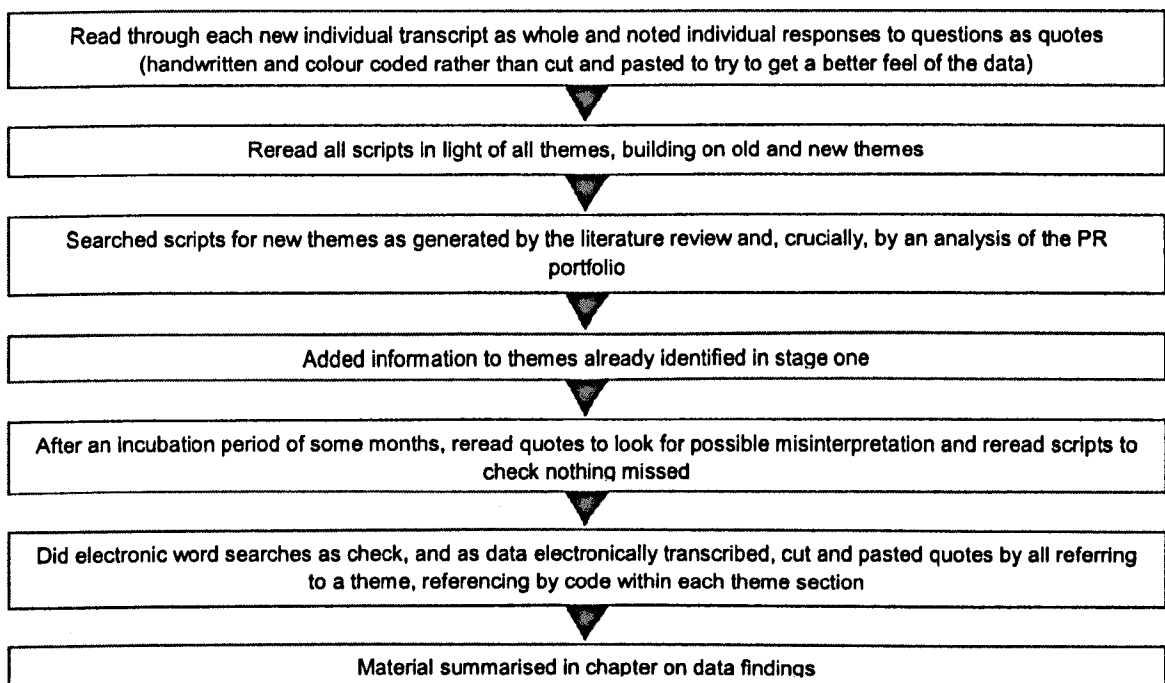 Read through each new individual transcript as whole and noted individual responses to questions as quotes
(handwritten and colour coded rather than cut and pasted to try to get a better feel of the data)
Reread all scripts in light of all themes, building on old and new themes
Searched scripts for new themes as generated by the literature review and, crucially, by an analysis of the PR
portfolio
Added information to themes already identified in stage one
After an incubation period of some months, reread quotes to look for possible misinterpretation and reread scripts to
check nothing missed
Did electronic word searches as check, and as data electronically transcribed, cut and pasted quotes by all referring
to a theme, referencing by code within each theme section
Material summarised in chapter on data findings